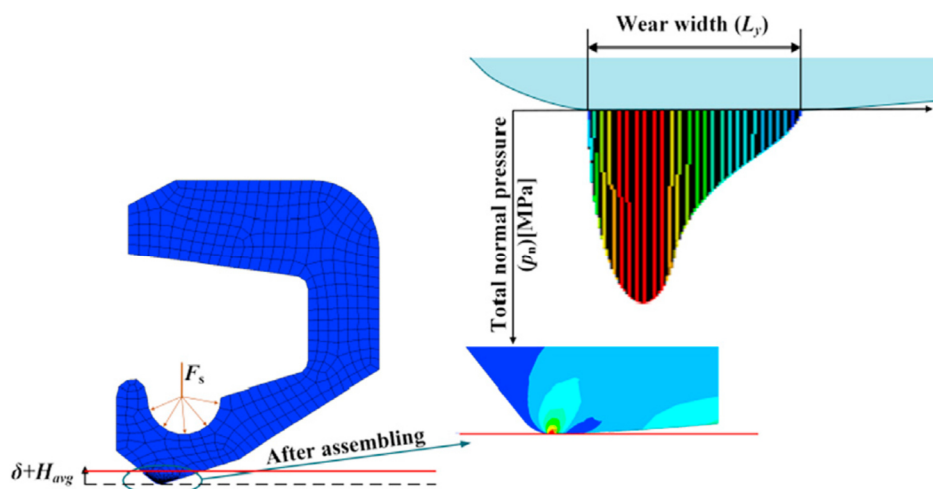 Wear width (Ly)
Total normal pressure
(pn)[MPa]
Fs
After assembling
δ+Havg